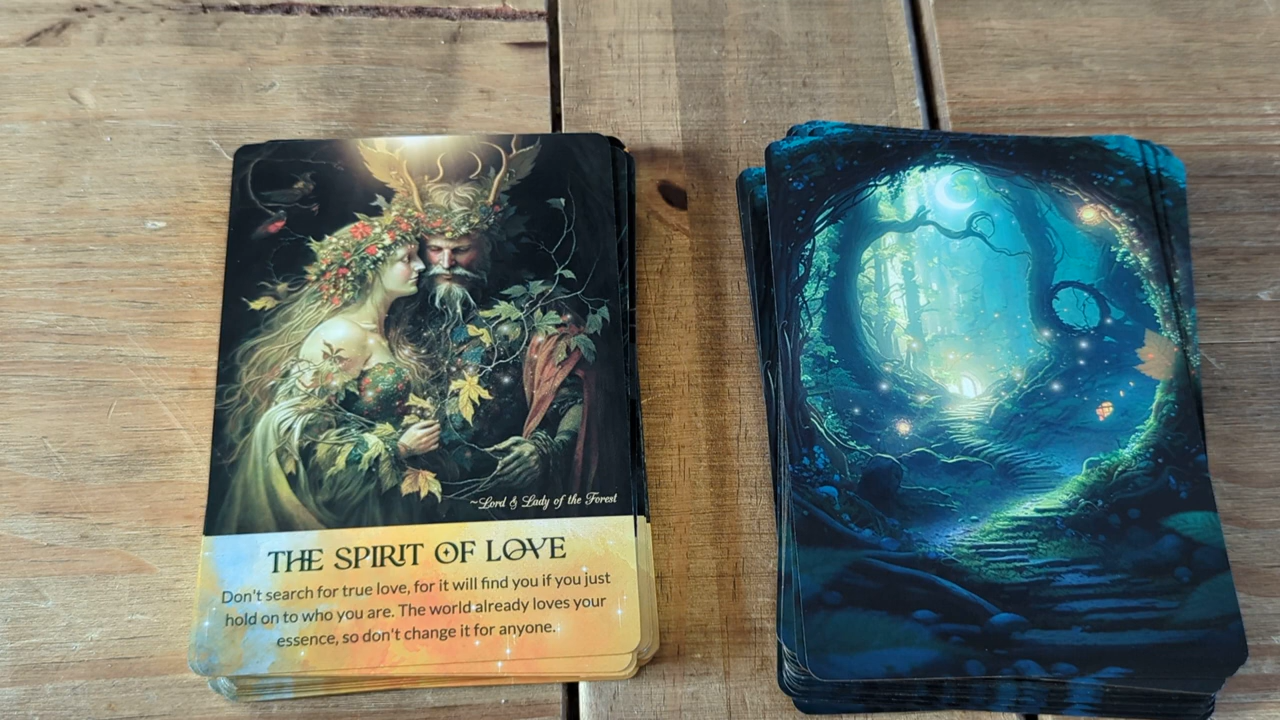 ~Lord & Lady of the Forest
THE SPIRIT OF LOVE
Don't search for true love, for it will find you if you just
hold on to who you are. The world already loves your
essence, so don't change it for anyone.